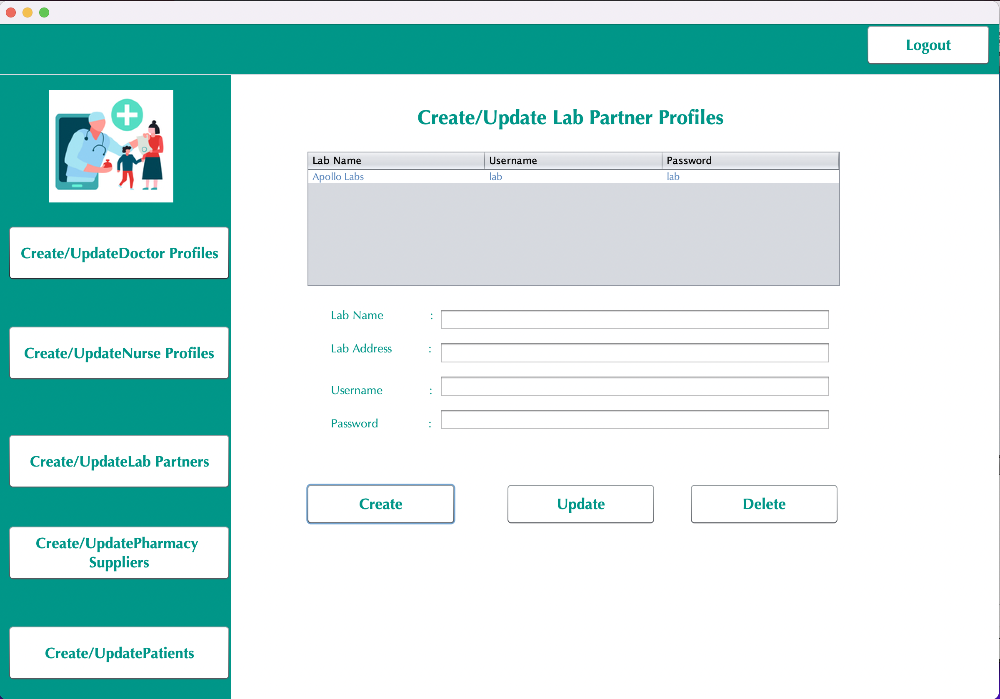 Logout
Create/UpdateDoctor Profiles
Create/UpdateNurse Profiles
Create/UpdateLab Partners
Create/UpdatePharmacy
Suppliers
Create/UpdatePatients
Create/Update Lab Partner Profiles
Lab Name Username Password
Apollo Labs lab lab
Lab Name :
Lab Address :
Username :
Password :
Create Update Delete